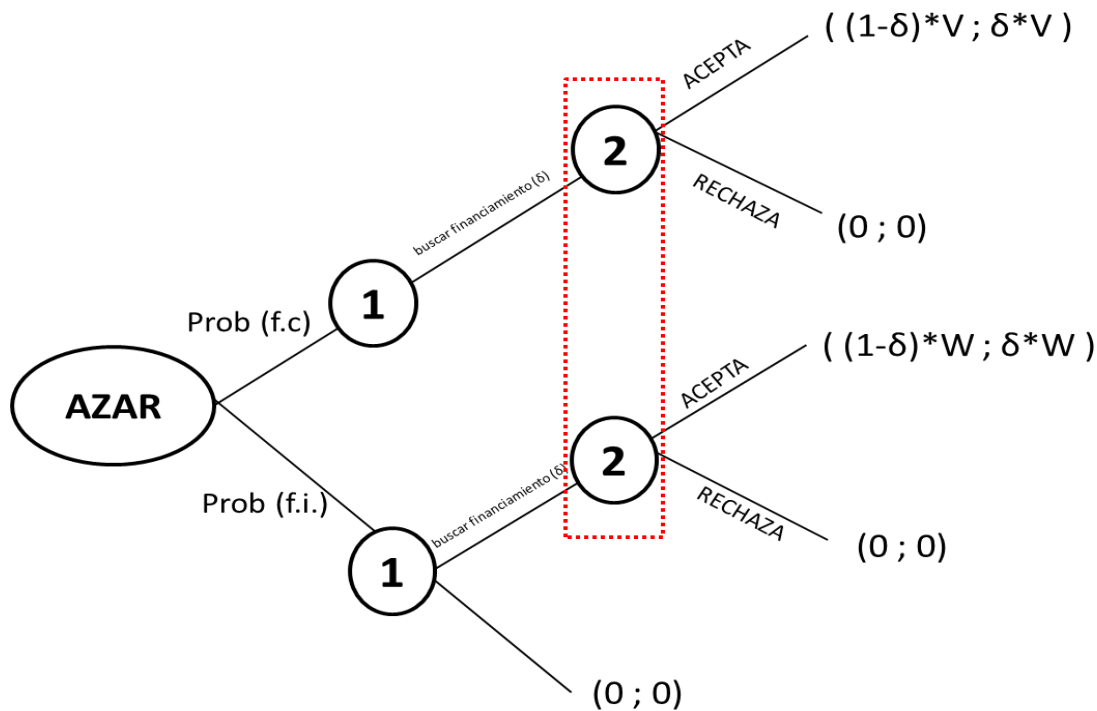 ( (1-δ)*V ; δ*V )
ACEPTA
2
buscar financiamiento (δ)
RECHAZA
(0 ; 0)
1
Prob (f.c)
( (1-δ)*W ; δ*W )
ACEPTA
AZAR
2
buscar financiamiento (δ)
Prob (f.i.)
RECHAZA
(0 ; 0)
1
(0 ; 0)